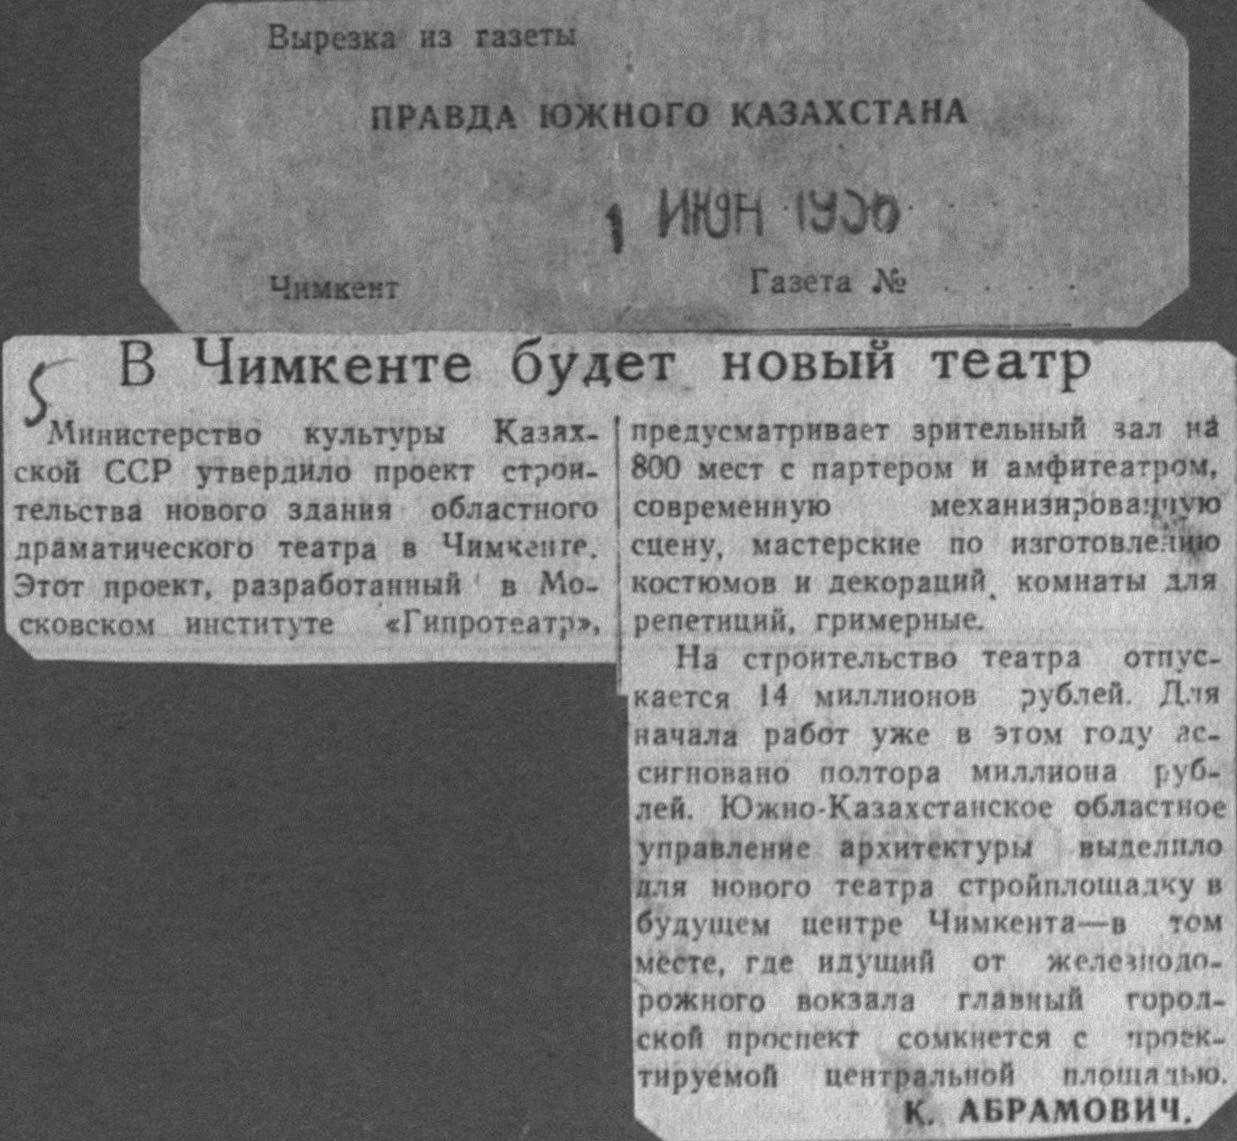 Вырезка из газеты
ПРАВДА ЮЖНОГО КАЗАХСТАНА
1 ИЮН 1956
Чимкент Газета № . . . .
5
В Чимкенте будет новый театр
Министерство культуры Казах-
ской ССР утвердило проект строи-
тельства нового здания областного
драматического театра в Чимкенте.
Этот проект, разработанный в Мо-
сковском институте «Гипротеатр»,
предусматривает зрительный зал на
800 мест с партером и амфитеатром,
современную механизированную
сцену, мастерские по изготовлению
костюмов и декораций, комнаты для
репетиций, гримерные.
На строительство театра отпус-
кается 14 миллионов рублей. Для
начала работ уже в этом году ас-
сигновано полтора миллиона руб-
лей. Южно-Казахстанское областное
управление архитектуры выделило
для нового театра стройплощадку в
будущем центре Чимкента—в том
месте, где идущий от железнодо-
рожного вокзала главный город-
ской проспект сомкнется с проек-
тируемой центральной площадью.
К. АБРАМОВИЧ.